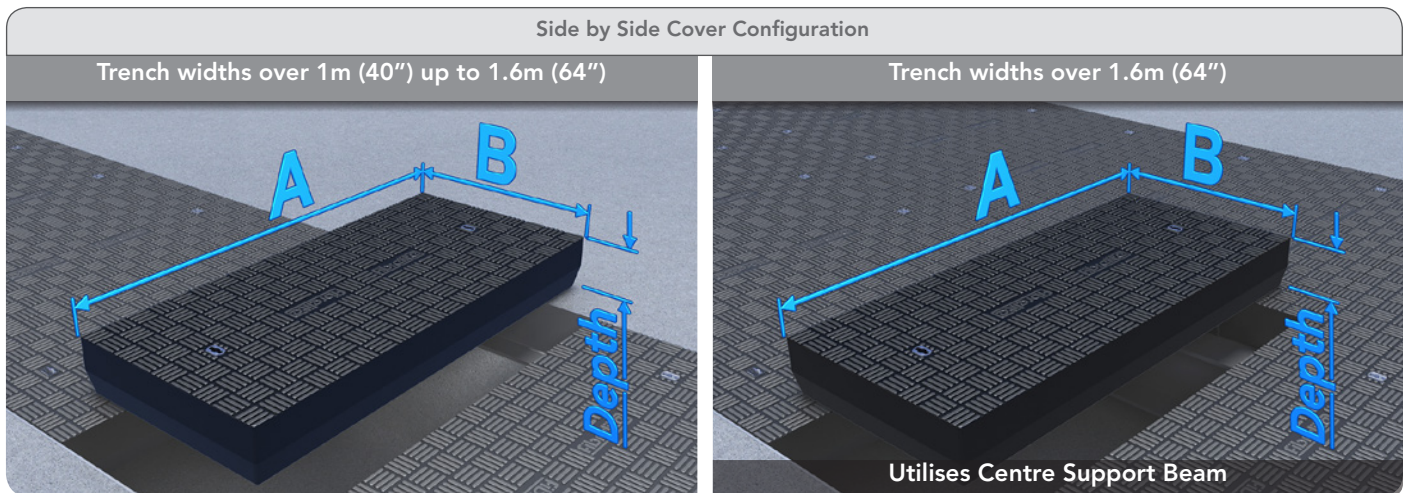 Side by Side Cover Configuration
Trench widths over 1m (40″) up to 1.6m (64″)
Trench widths over 1.6m (64″)
A
B
Depth
A
B
Depth
Utilises Centre Support Beam